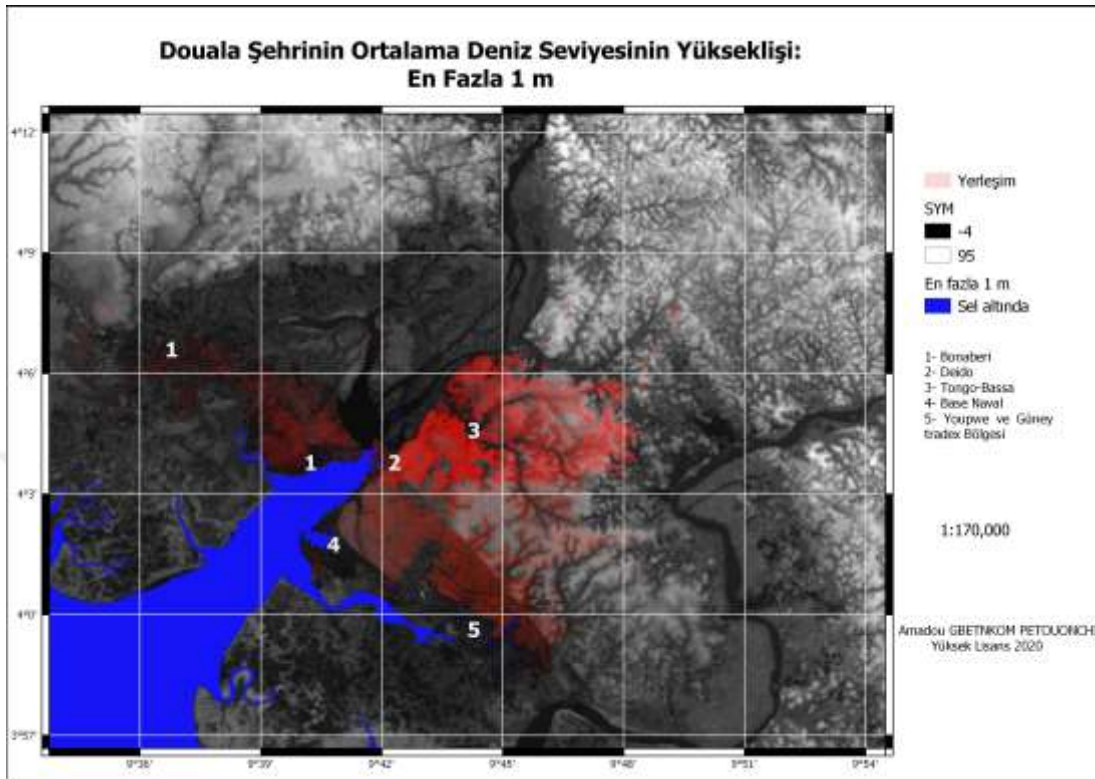 Douala Şehrinin Ortalama Deniz Seviyesinin Yükseklişi:
En Fazla 1 m
4°12'
4°9'
4°6'
4°3'
4°0'
3°57'
9°36'
9°39'
9°42'
9°45'
9°48'
9°51'
9°54'
1
1
2
3
4
5
Yerleşim
SYM
-4
95
En fazla 1 m
Sel altında
1- Bonaberi
2- Deido
3- Tongo-Bassa
4- Base Naval
5- Youpwe ve Güney
tradex Bölgesi
1:170,000
Amadou GBETNKOM PETOUONCHI
Yüksek Lisans 2020